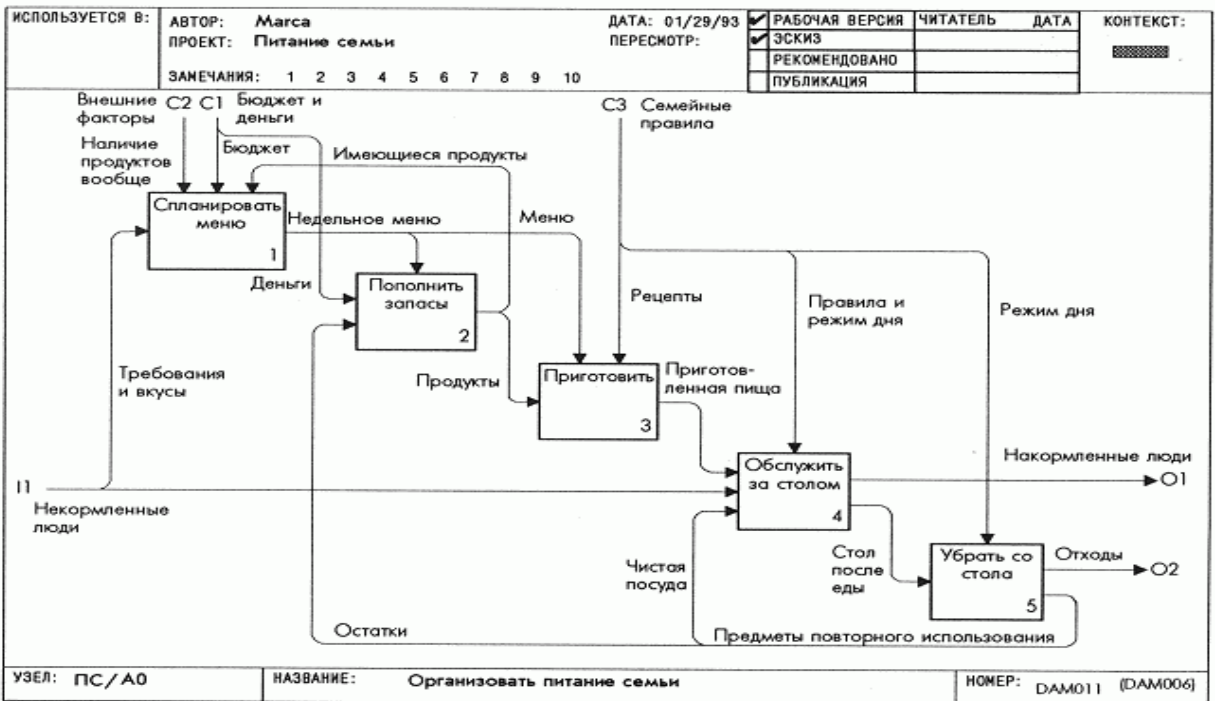 ИСПОЛЬЗУЕТСЯ В:
АВТОР: Marca
ДАТА: 01/29/93
ПРОЕКТ: Питание семьи
ПЕРЕСМОТР:
ЗАМЕЧАНИЯ: 1 2 3 4 5 6 7 8 9 10
✔ РАБОЧАЯ ВЕРСИЯ
✔ ЭСКИЗ
РЕКОМЕНДОВАНО
ПУБЛИКАЦИЯ
ЧИТАТЕЛЬ ДАТА
КОНТЕКСТ:
Внешние
факторы
C2 C1
Бюджет и
деньги
C3 Семейные
правила
Наличие
продуктов
вообще
Бюджет
Имеющиеся продукты
Спланировать
меню
1
Недельное меню
Меню
Деньги
Пополнить
запасы
2
Рецепты
Правила и
режим дня
Режим дня
Требования
и вкусы
Продукты
Приготовить
3
Приготов-
ленная пища
Обслужить
за столом
4
Накормленные люди
O1
I1
Некормленные
люди
Чистая
посуда
Стол
после
еды
Убрать со
стола
5
Отходы
O2
Остатки
Предметы повторного использования
УЗЕЛ: ПС/A0
НАЗВАНИЕ: Организовать питание семьи
НОМЕР: DAM011 (DAM006)